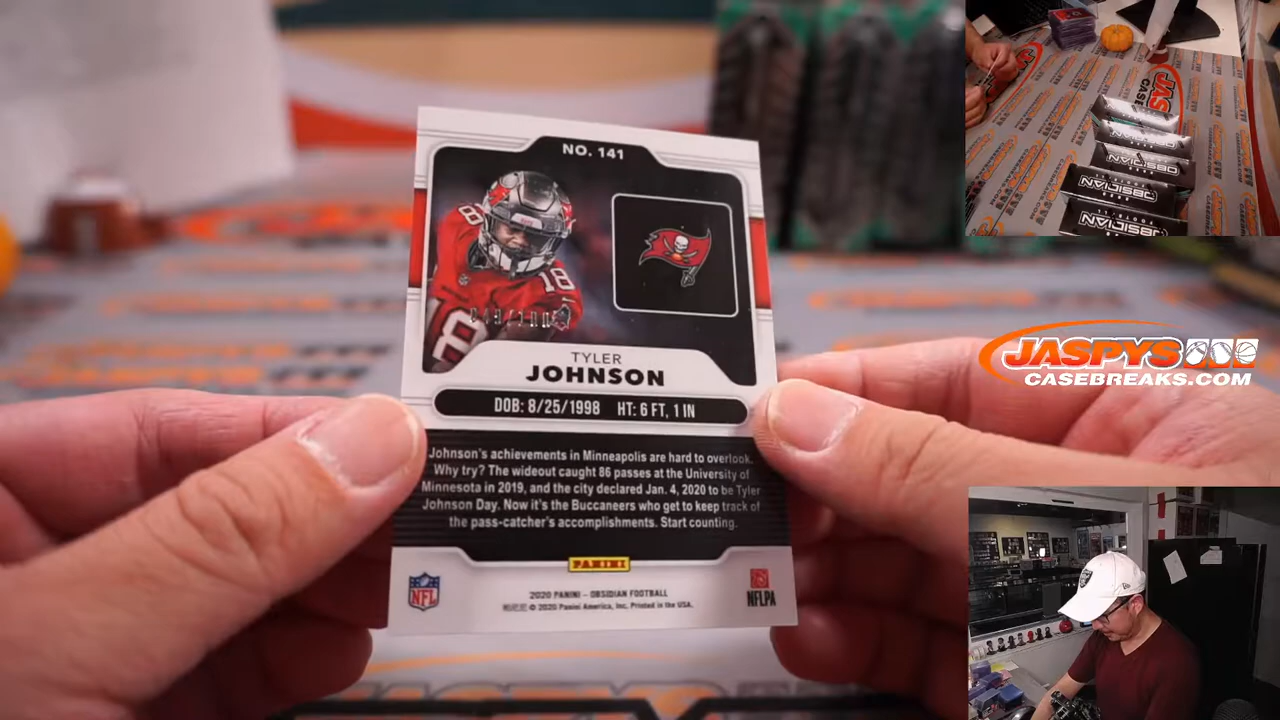 NO. 141
18
18
TYLER
JOHNSON
DOB: 8/25/1998 HT: 6 FT, 1 IN
Johnson's achievements in Minneapolis are hard to overlook.
Why try? The wideout caught 86 passes at the University of
Minnesota in 2019, and the city declared Jan. 4, 2020 to be Tyler
Johnson Day. Now it's the Buccaneers who get to keep track of
the pass-catcher's accomplishments. Start counting.
PANINI
NFL
2020 PANINI – OBSIDIAN FOOTBALL
© 2020 Panini America, Inc. Printed in the USA.
NFLPA
JASPYS
CASEBREAKS.COM
OBSIDIAN
OBSIDIAN
OBSIDIAN